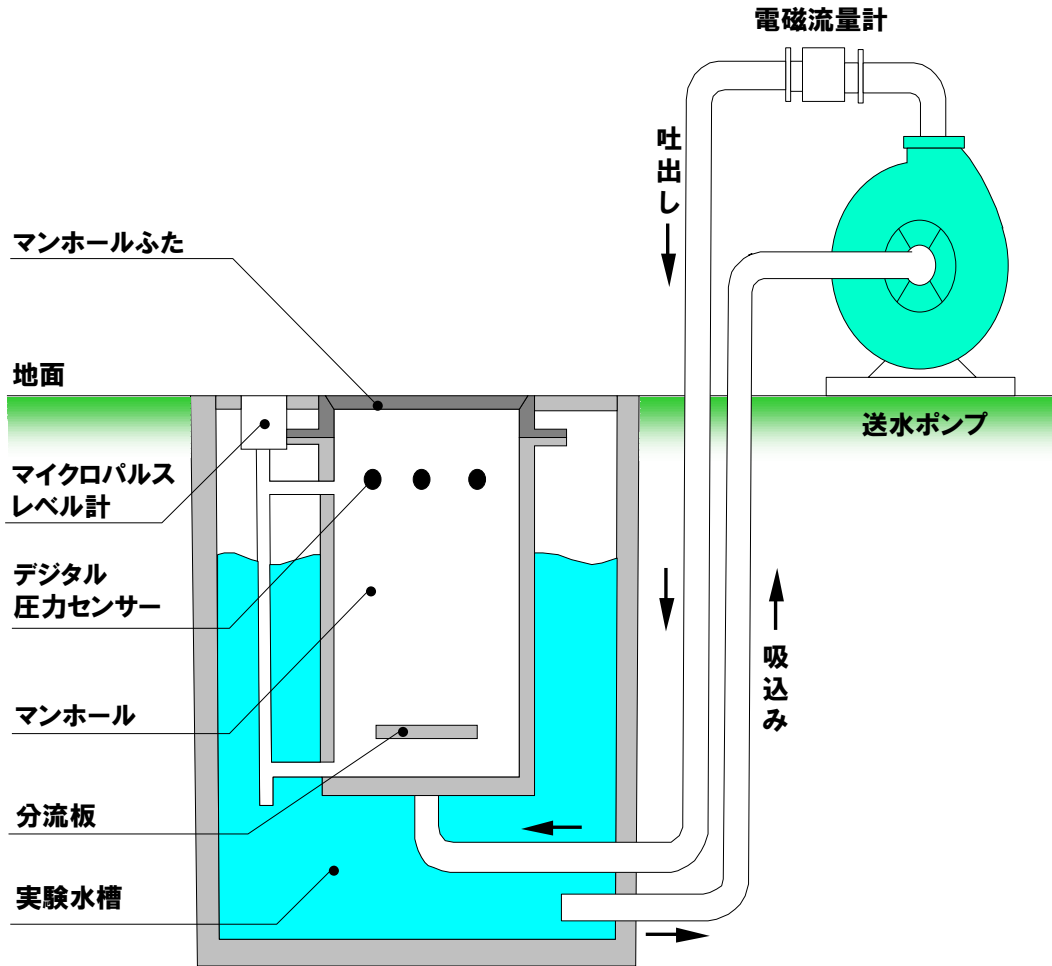 電磁流量計
吐出し
マンホールふた
地面
送水ポンプ
マイクロパルス
レベル計
デジタル
圧力センサー
吸込み
マンホール
分流板
実験水槽